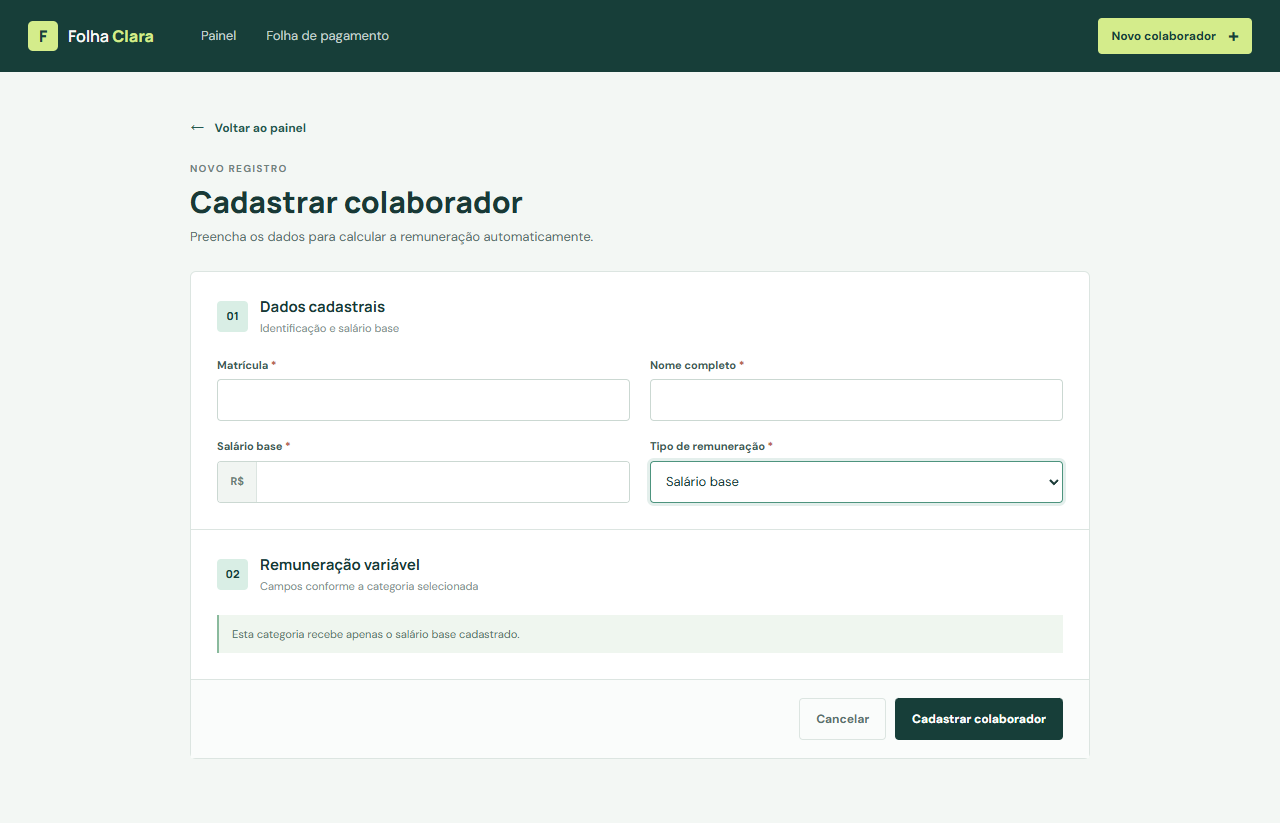 F Folha Clara Painel Folha de pagamento Novo colaborador +
← Voltar ao painel
NOVO REGISTRO
Cadastrar colaborador
Preencha os dados para calcular a remuneração automaticamente.
01 Dados cadastrais
Identificação e salário base
Matrícula * Nome completo *
Salário base * Tipo de remuneração *
R$ Salário base
02 Remuneração variável
Campos conforme a categoria selecionada
Esta categoria recebe apenas o salário base cadastrado.
Cancelar Cadastrar colaborador